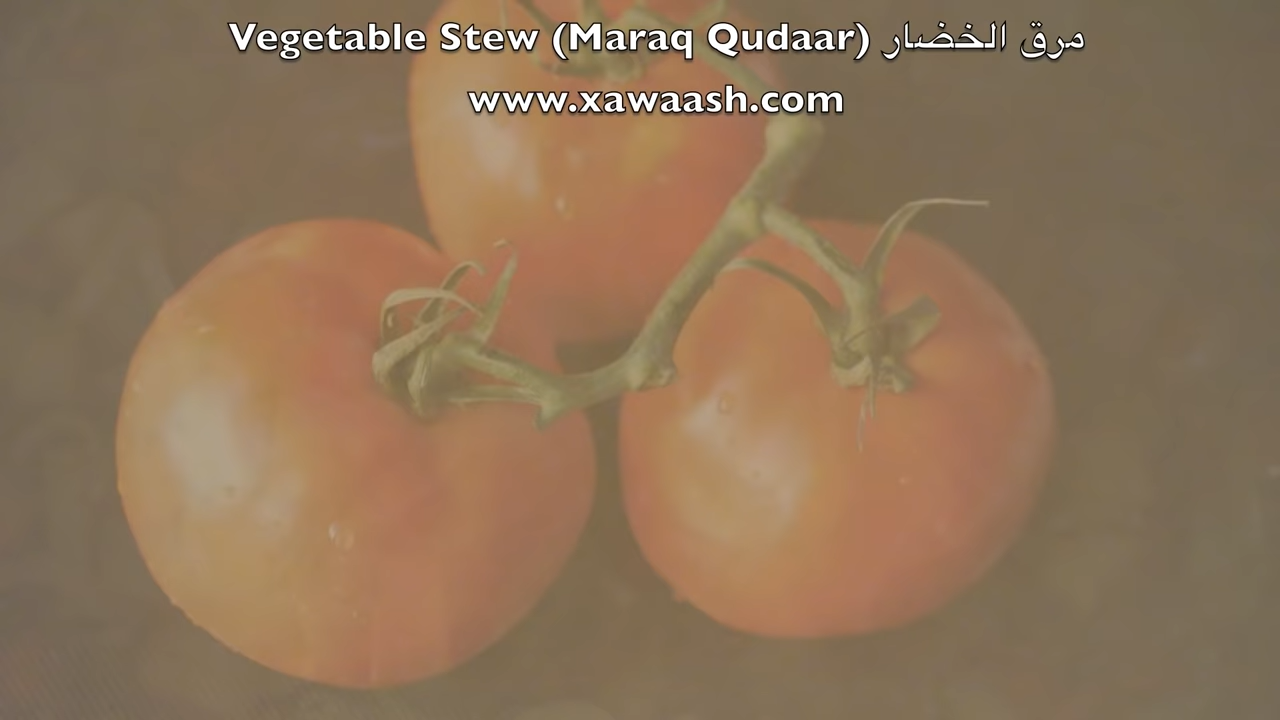 Vegetable Stew (Maraq Qudaar) مرق الخضار
www.xawaash.com